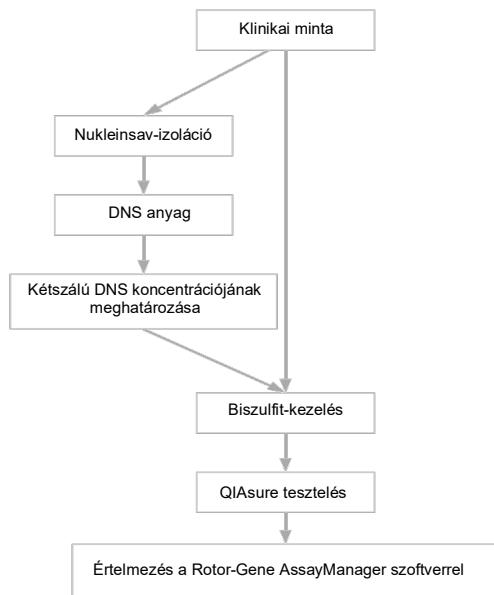 Klinikai minta
Nukleinsav-izoláció
DNS anyag
Kétszálú DNS koncentrációjának
meghatározása
Biszulfit-kezelés
QIAsure tesztelés
Értelmezés a Rotor-Gene AssayManager szoftverrel